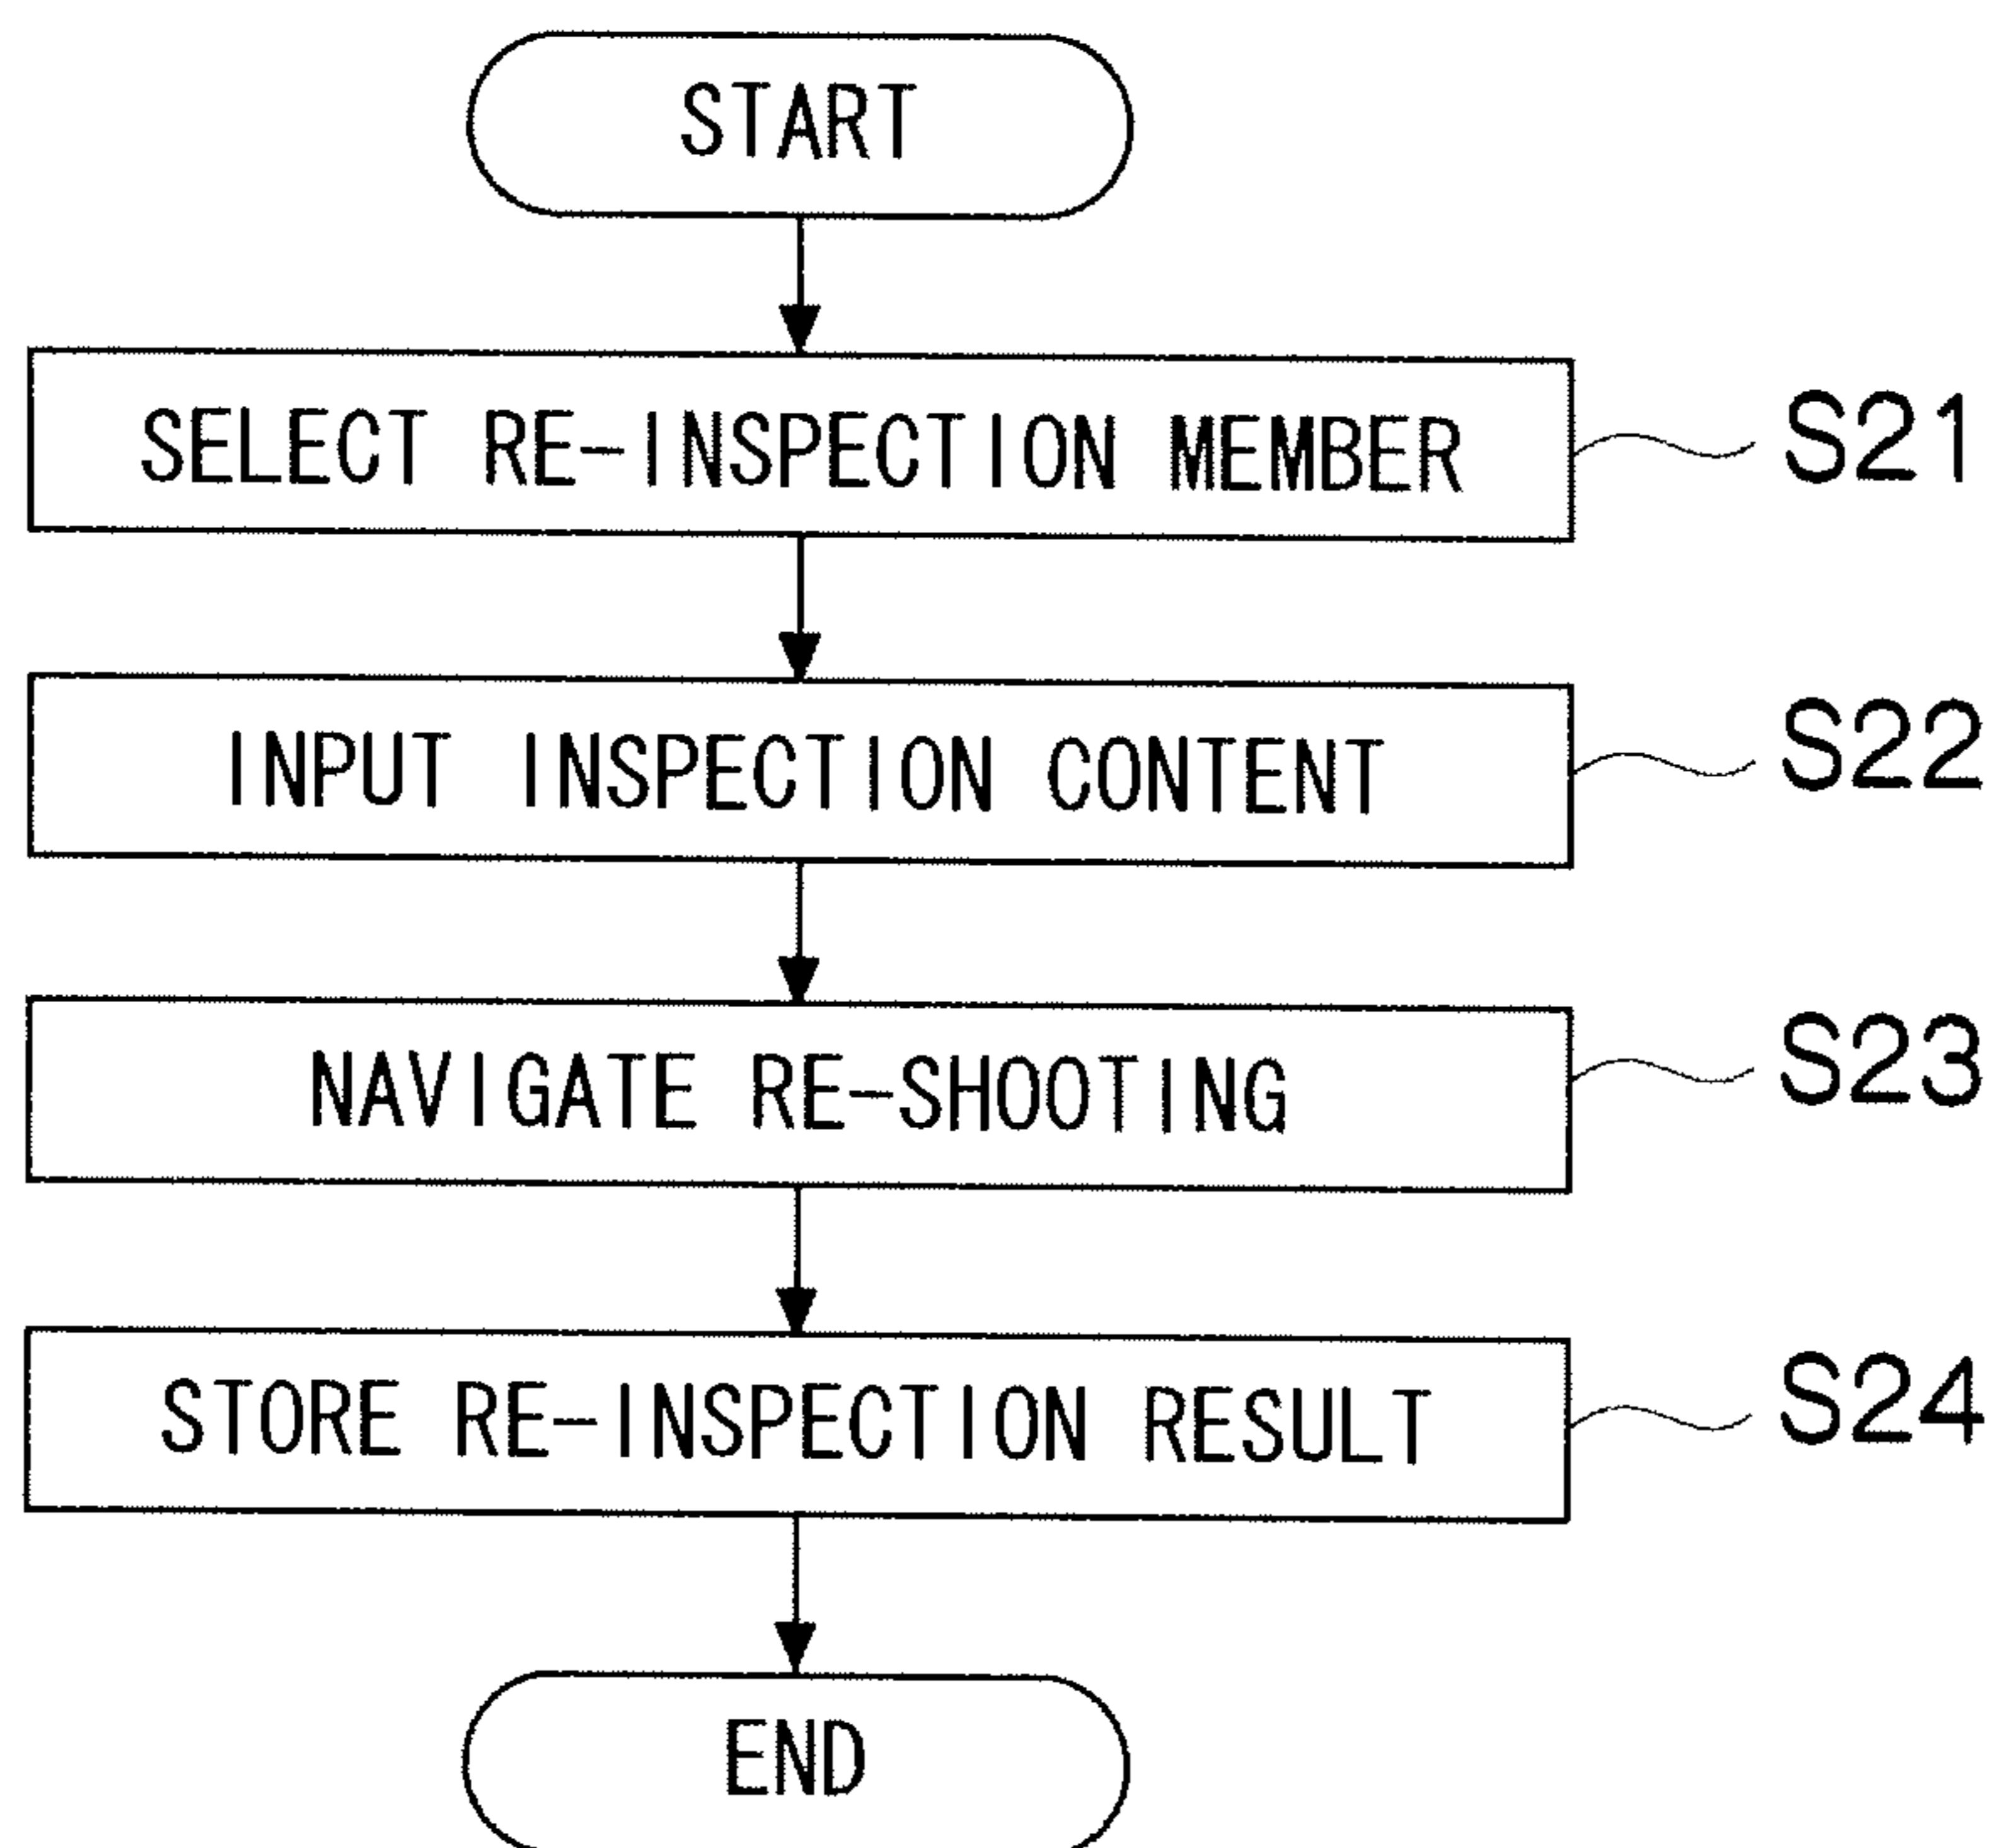 START
SELECT RE-INSPECTION MEMBER S21
INPUT INSPECTION CONTENT S22
NAVIGATE RE-SHOOTING S23
STORE RE-INSPECTION RESULT S24
END